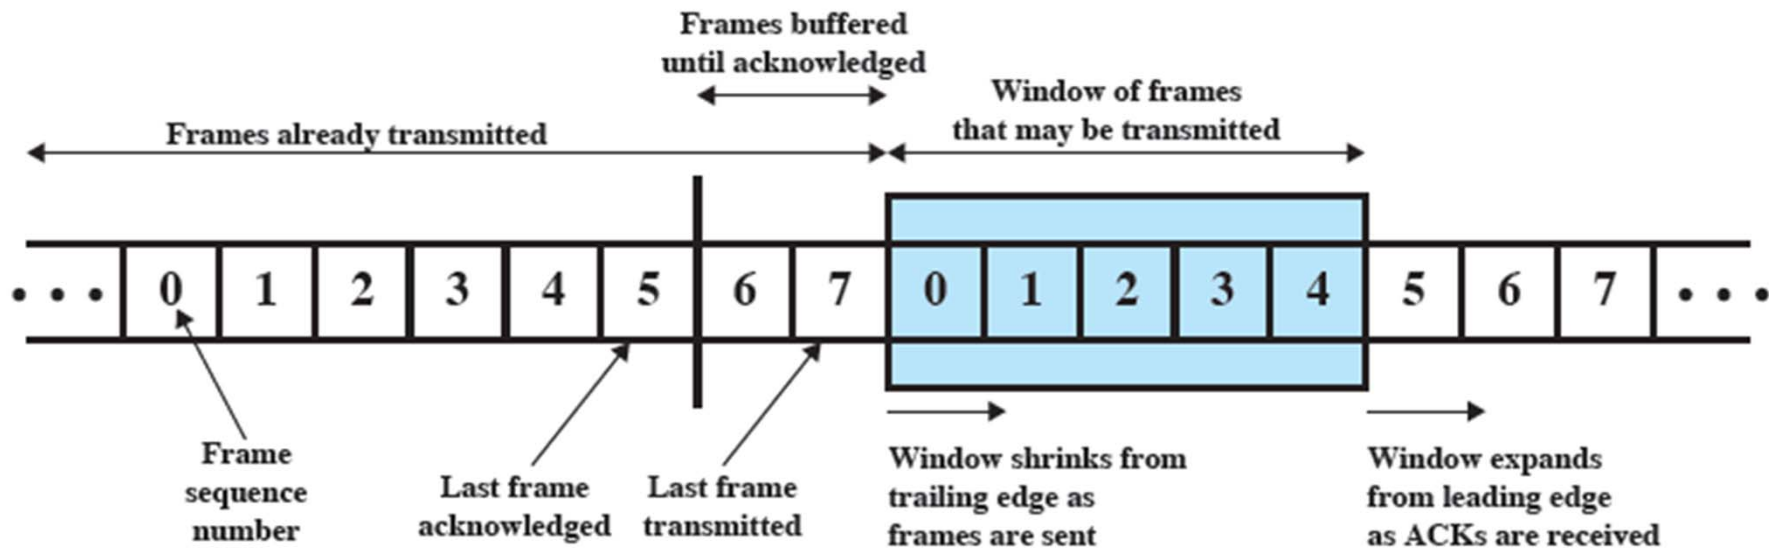 Frames buffered
until acknowledged
Window of frames
that may be transmitted
Frames already transmitted
• • • 0 1 2 3 4 5 6 7 0 1 2 3 4 5 6 7 • • •
Frame
sequence
number
Last frame
acknowledged
Last frame
transmitted
Window shrinks from
trailing edge as
frames are sent
Window expands
from leading edge
as ACKs are received